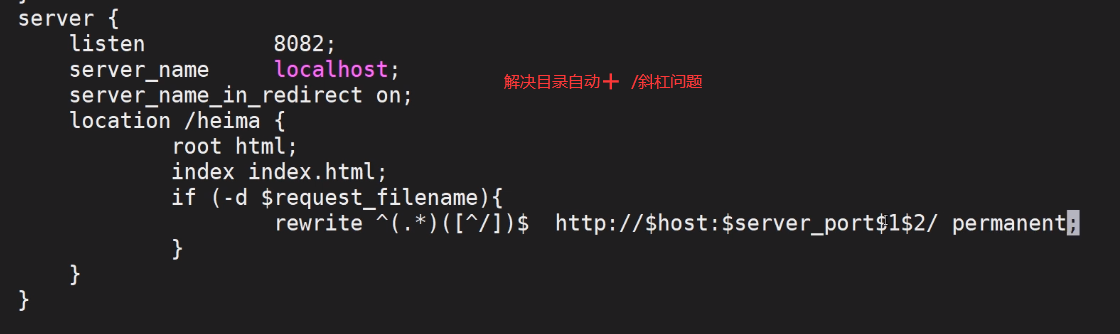 }
server {
listen 8082;
server_name localhost;
解决目录自动+ /斜杠问题
server_name_in_redirect on;
location /heima {
root html;
index index.html;
if (-d $request_filename){
rewrite ^(.*)([^/])$ http://$host:$server_port$1$2/ permanent;
}
}
}